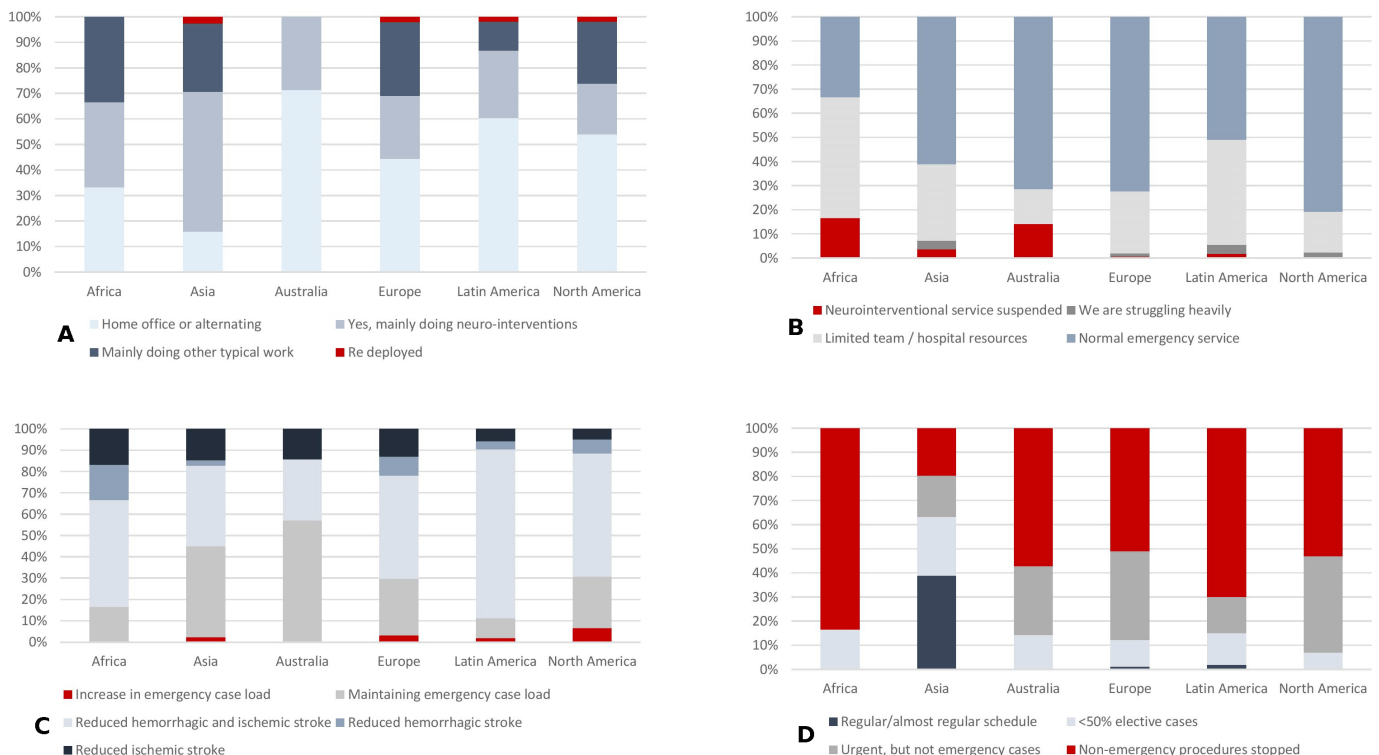 100%
90%
80%
70%
60%
50%
40%
30%
20%
10%
0%
Africa Asia Australia Europe Latin America North America
Home office or alternating Yes, mainly doing neuro-interventions
Mainly doing other typical work Re deployed
A
100%
90%
80%
70%
60%
50%
40%
30%
20%
10%
0%
Africa Asia Australia Europe Latin America North America
Neurointerventional service suspended We are struggling heavily
Limited team / hospital resources Normal emergency service
B
100%
90%
80%
70%
60%
50%
40%
30%
20%
10%
0%
Africa Asia Australia Europe Latin America North America
Increase in emergency case load Maintaining emergency case load
Reduced hemorrhagic and ischemic stroke Reduced hemorrhagic stroke
Reduced ischemic stroke
C
100%
90%
80%
70%
60%
50%
40%
30%
20%
10%
0%
Africa Asia Australia Europe Latin America North America
Regular/almost regular schedule <50% elective cases
Urgent, but not emergency cases Non-emergency procedures stopped
D